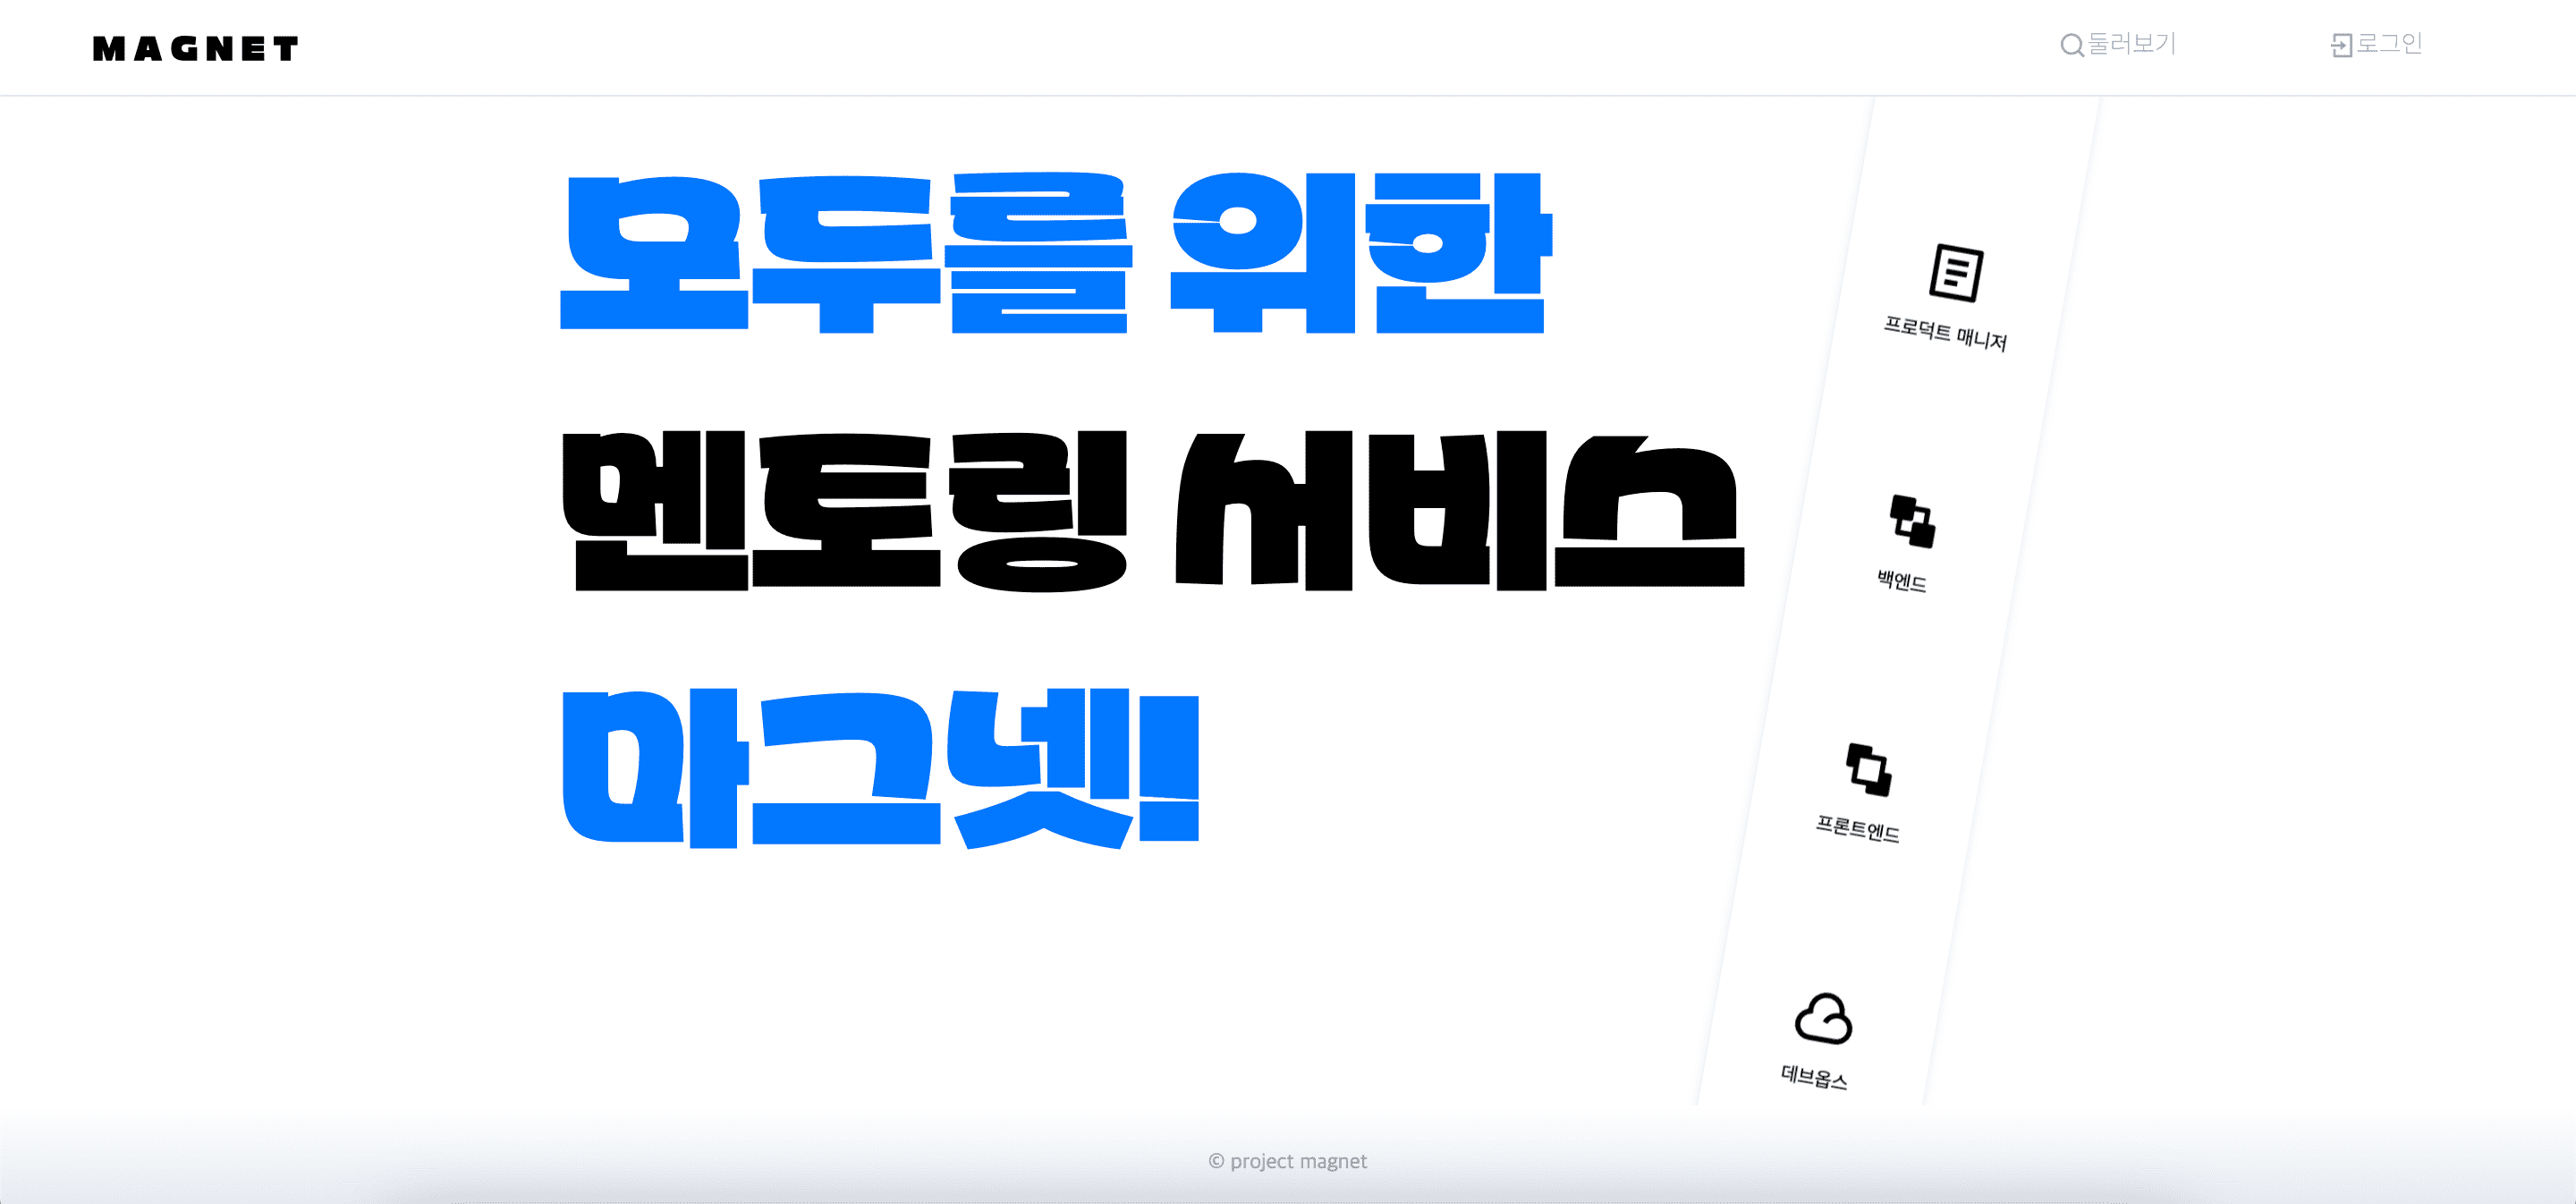 MAGNET
둘러보기
로그인
모두를 위한
멘토링 서비스
마그넷!
프로덕트 매니저
백엔드
프론트엔드
데브옵스
© project magnet